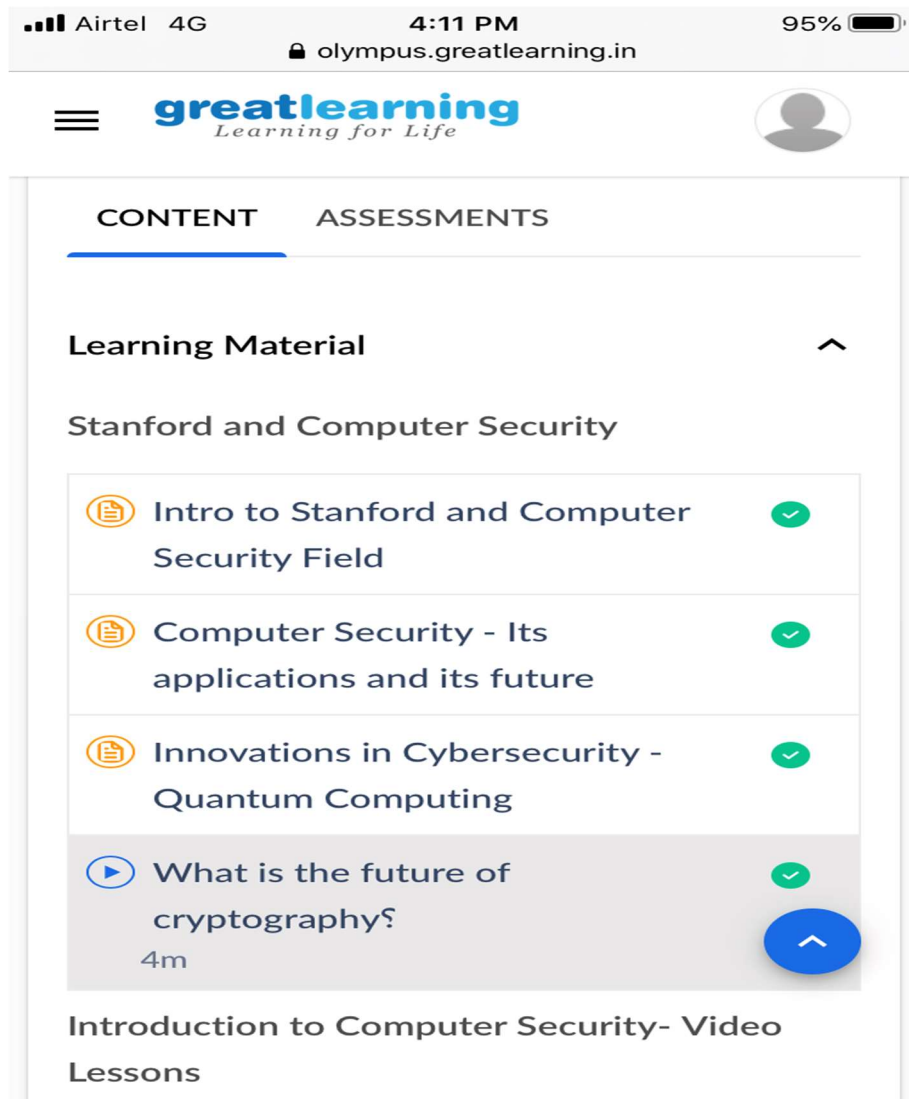 Airtel 4G 4:11 PM 95%
olympus.greatlearning.in
greatlearning
Learning for Life
CONTENT ASSESSMENTS
Learning Material
Stanford and Computer Security
Intro to Stanford and Computer
Security Field
Computer Security - Its
applications and its future
Innovations in Cybersecurity -
Quantum Computing
What is the future of
cryptography؟
4m
Introduction to Computer Security- Video
Lessons